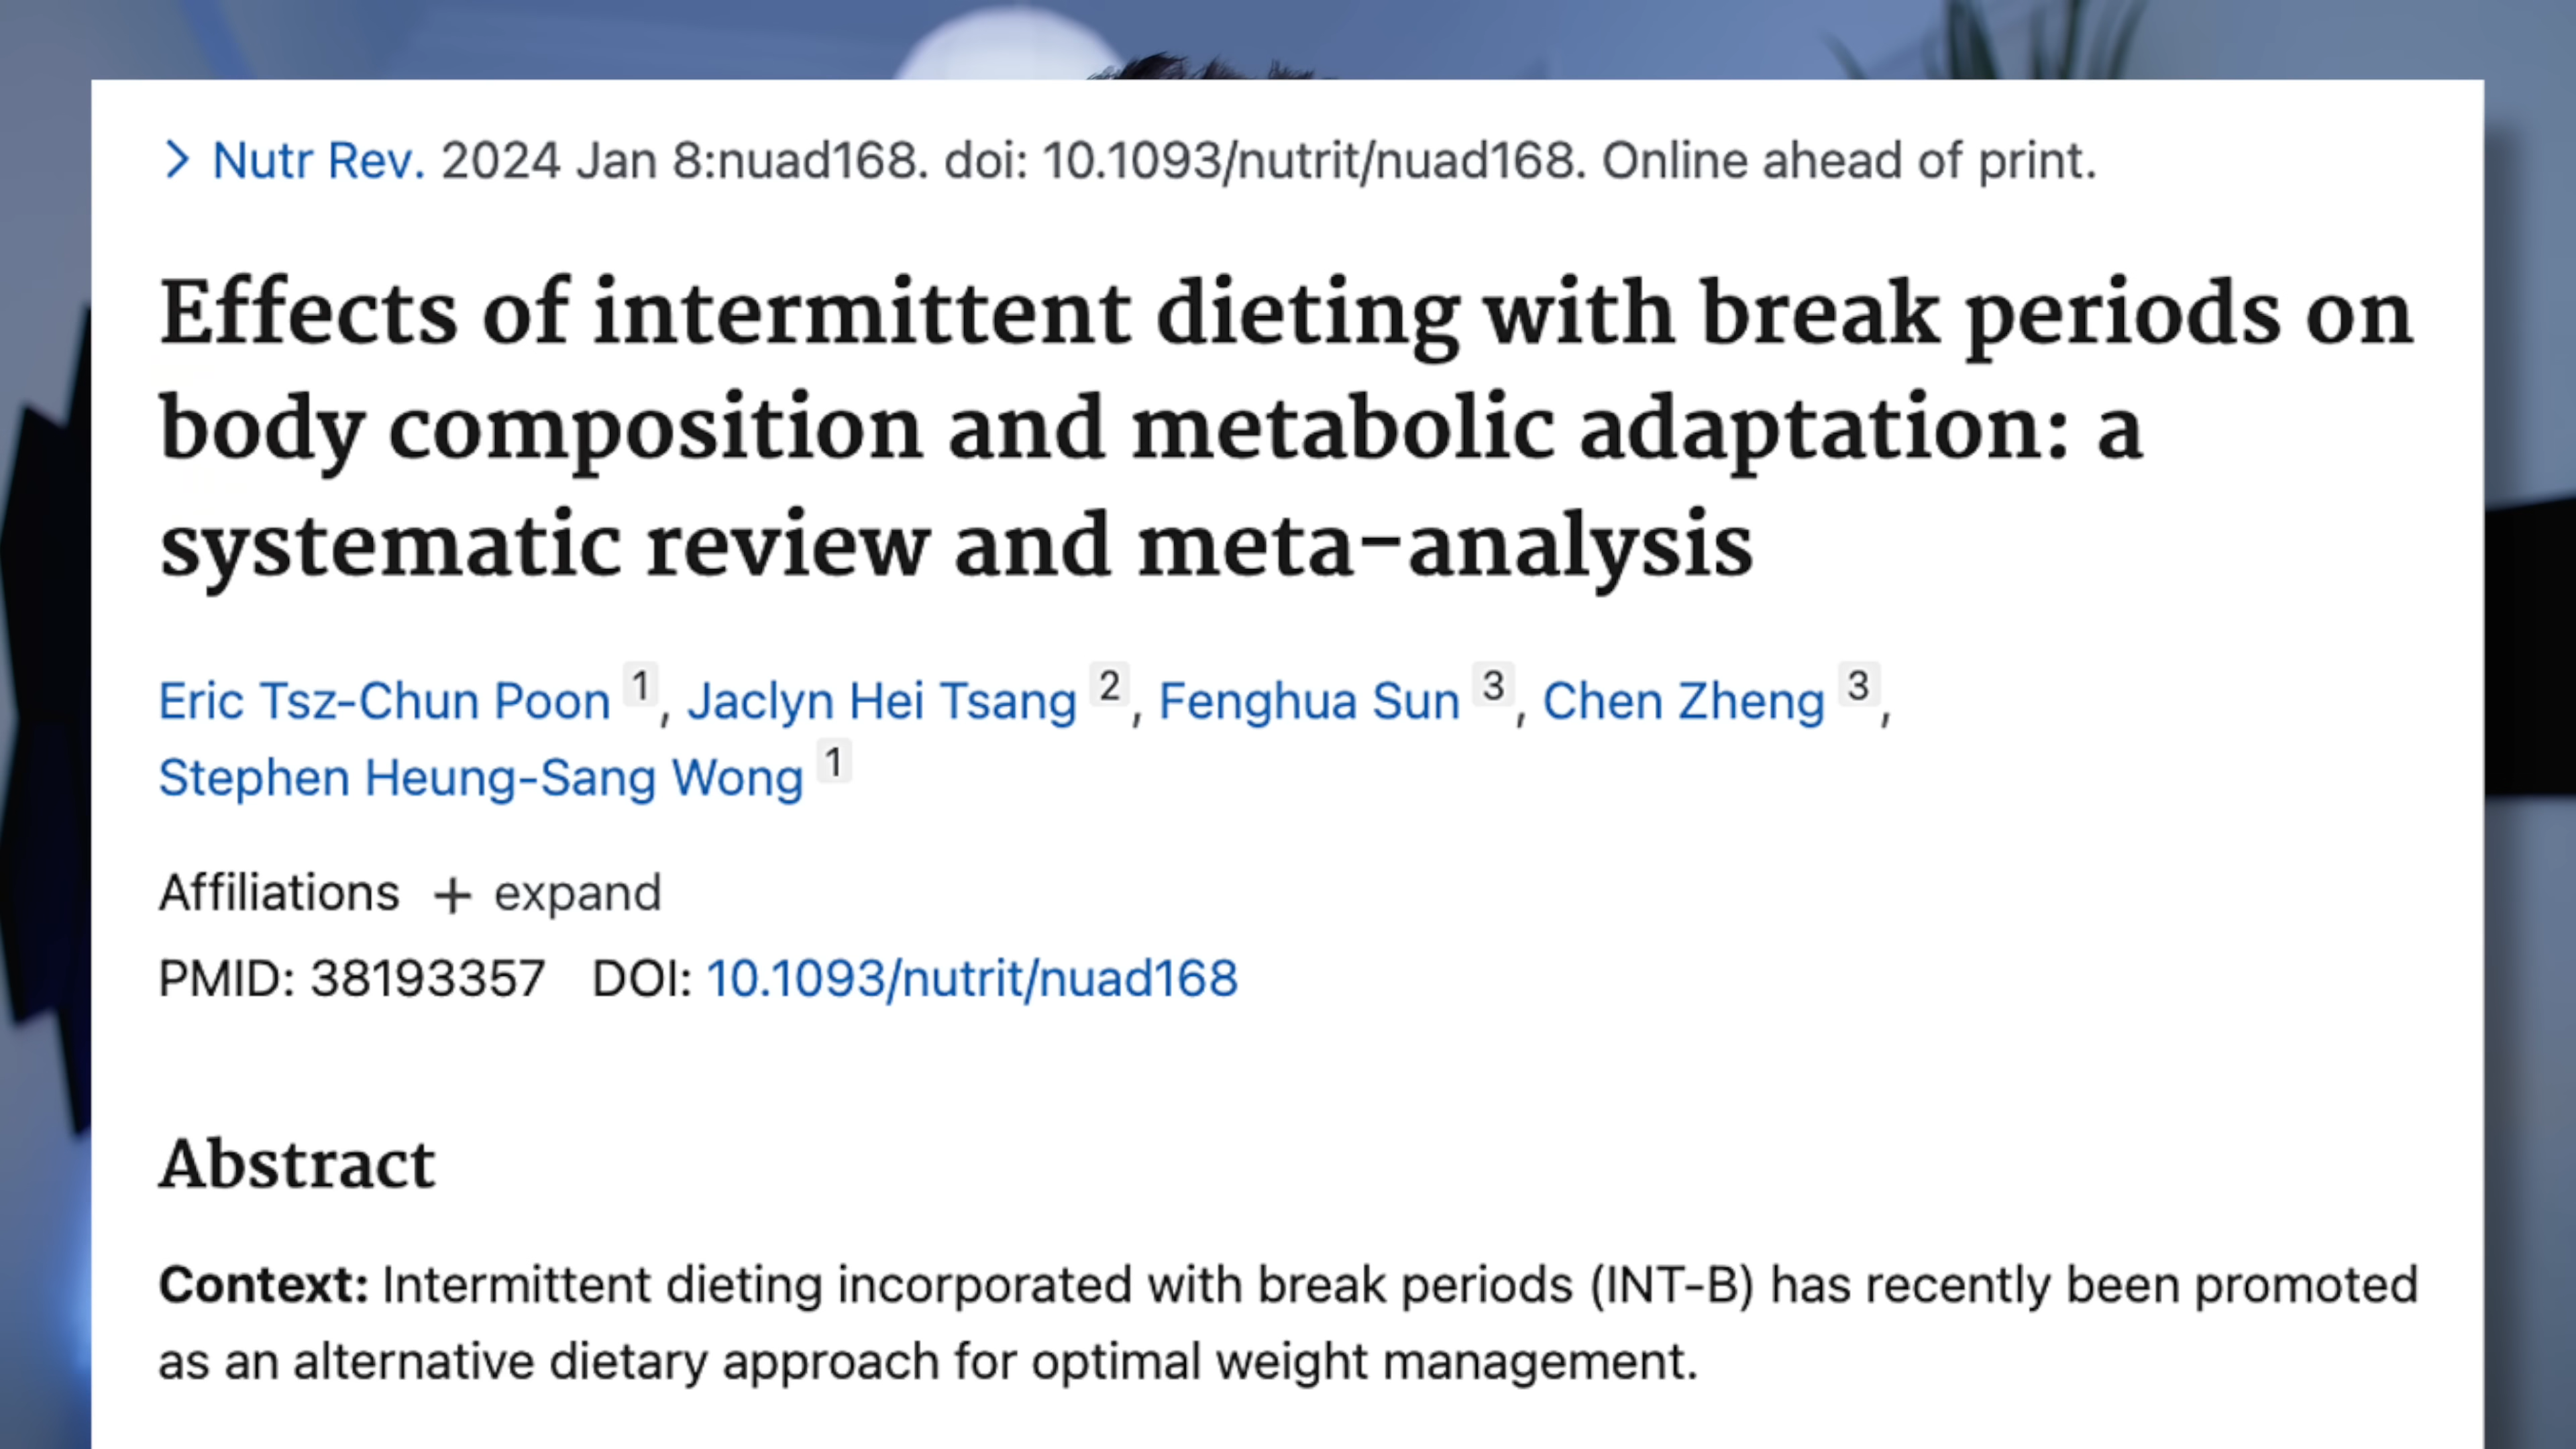 > Nutr Rev. 2024 Jan 8:nuad168. doi: 10.1093/nutrit/nuad168. Online ahead of print.
Effects of intermittent dieting with break periods on
body composition and metabolic adaptation: a
systematic review and meta-analysis
Eric Tsz-Chun Poon 1, Jaclyn Hei Tsang 2, Fenghua Sun 3, Chen Zheng 3,
Stephen Heung-Sang Wong 1
Affiliations + expand
PMID: 38193357 DOI: 10.1093/nutrit/nuad168
Abstract
Context: Intermittent dieting incorporated with break periods (INT-B) has recently been promoted
as an alternative dietary approach for optimal weight management.